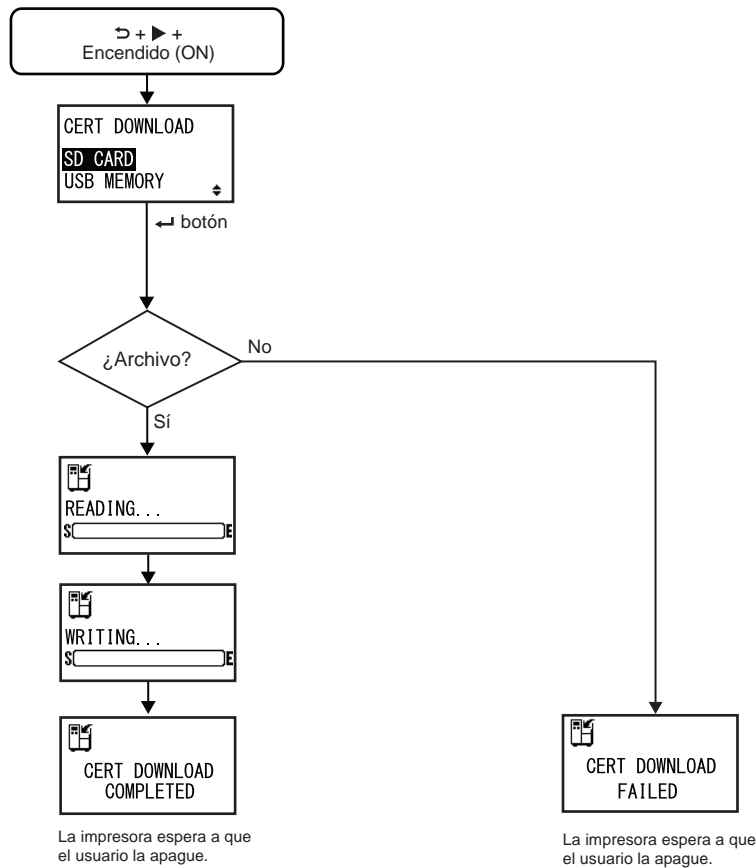 ⮌ + ▶ +
Encendido (ON)
CERT DOWNLOAD
SD CARD
USB MEMORY
↵ botón
¿Archivo?
No
Sí
READING...
S E
WRITING...
S E
CERT DOWNLOAD
COMPLETED
CERT DOWNLOAD
FAILED
La impresora espera a que
el usuario la apague.
La impresora espera a que
el usuario la apague.